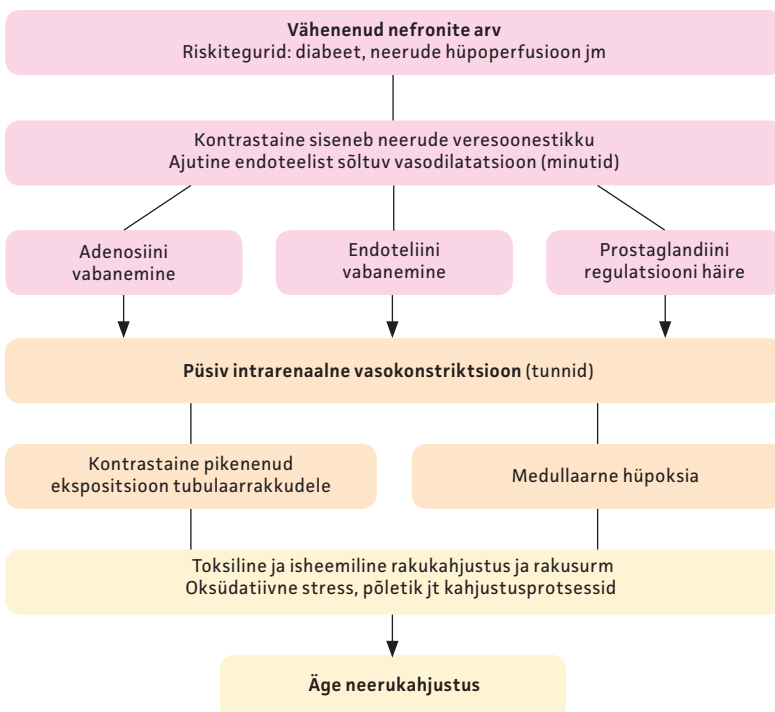 Vähenenud nefronite arv
Riskitegurid: diabeet, neerude hüpoperfusioon jm
Kontrastaine siseneb neerude veresoonestikku
Ajutine endoteelist sõltuv vasodilatatsioon (minutid)
Adenosiini
vabanemine
Endoteliini
vabanemine
Prostaglandiini
regulatsiooni häire
Püsiv intrarenaalne vasokonstriktsioon (tunnid)
Kontrastaine pikenenud
ekspositsioon tubulaarrakkudele
Medullaarne hüpoksia
Toksiline ja isheemiline rakukahjustus ja rakusurm
Oksüdatiivne stress, põletik jt kahjustusprotsessid
Äge neerukahjustus